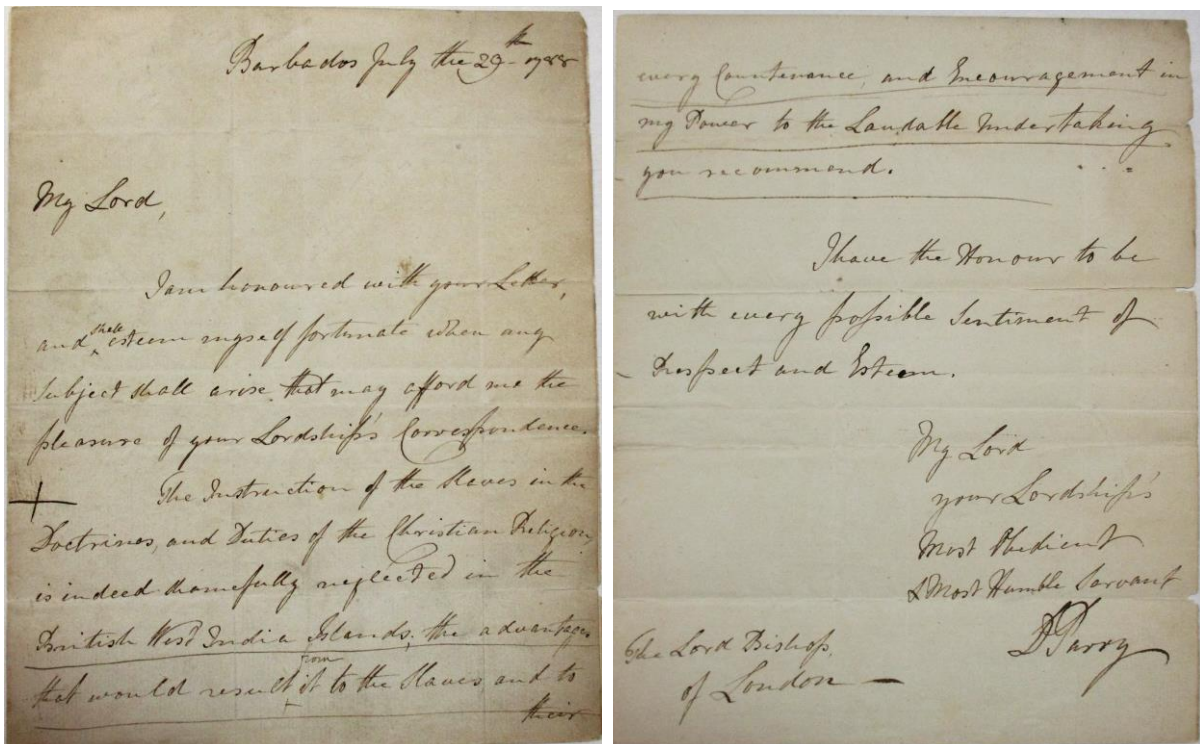 Barbados July the 29th 1788
My Lord,
I am honoured with your Letter,
and shall esteem myself fortunate when any
Subject shall arise that may afford me the
pleasure of your Lordship's Correspondence.
The Instruction of the Slaves in the
Doctrines, and Duties of the Christian Religion,
is indeed shamefully neglected in the
British West India Islands; the advantages
that would result from it to the Slaves and to
their
every Countenance, and Encouragement in
my Power to the Laudable Undertaking
you recommend.
I have the Honour to be
with every possible Sentiment of
Respect and Esteem.
My Lord
your Lordship's
Most Obedient
& Most Humble Servant
D Parry
The Lord Bishop,
of London